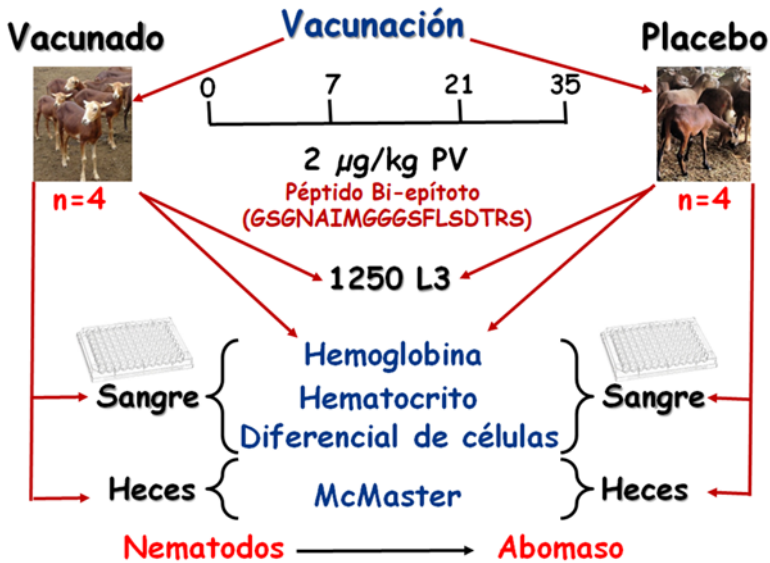 Vacunación
Vacunado
Placebo
0 7 21 35
2 µg/kg PV
Péptido Bi-epítoto
(GSGNAIMGGGSFLSDTRS)
n=4
n=4
1250 L3
Hemoglobina
Sangre
Hematocrito
Sangre
Diferencial de células
Heces
McMaster
Heces
Nematodos
Abomaso